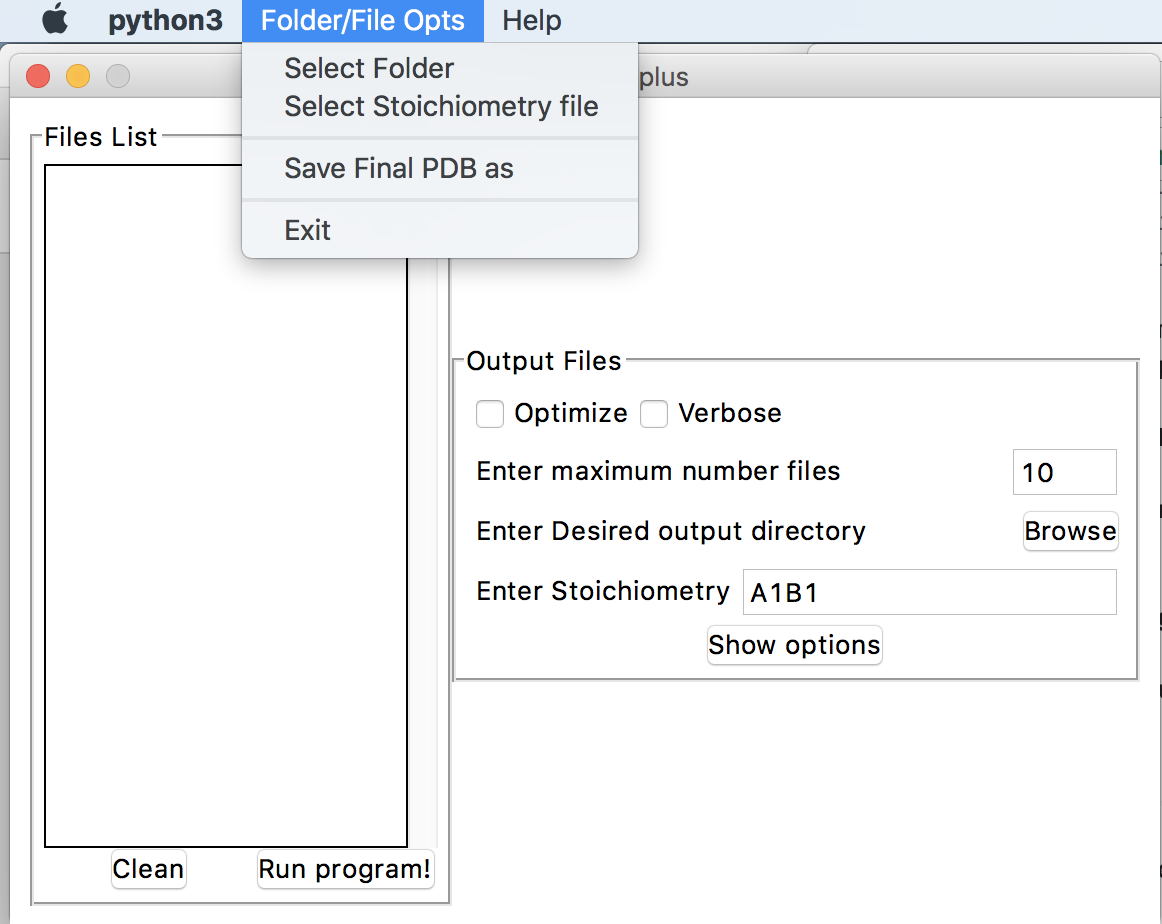 python3 Folder/File Opts Help
Select Folder
plus
Select Stoichiometry file
Files List
Save Final PDB as
Exit
Output Files
Optimize Verbose
Enter maximum number files 10
Enter Desired output directory Browse
Enter Stoichiometry A1B1
Show options
Clean Run program!